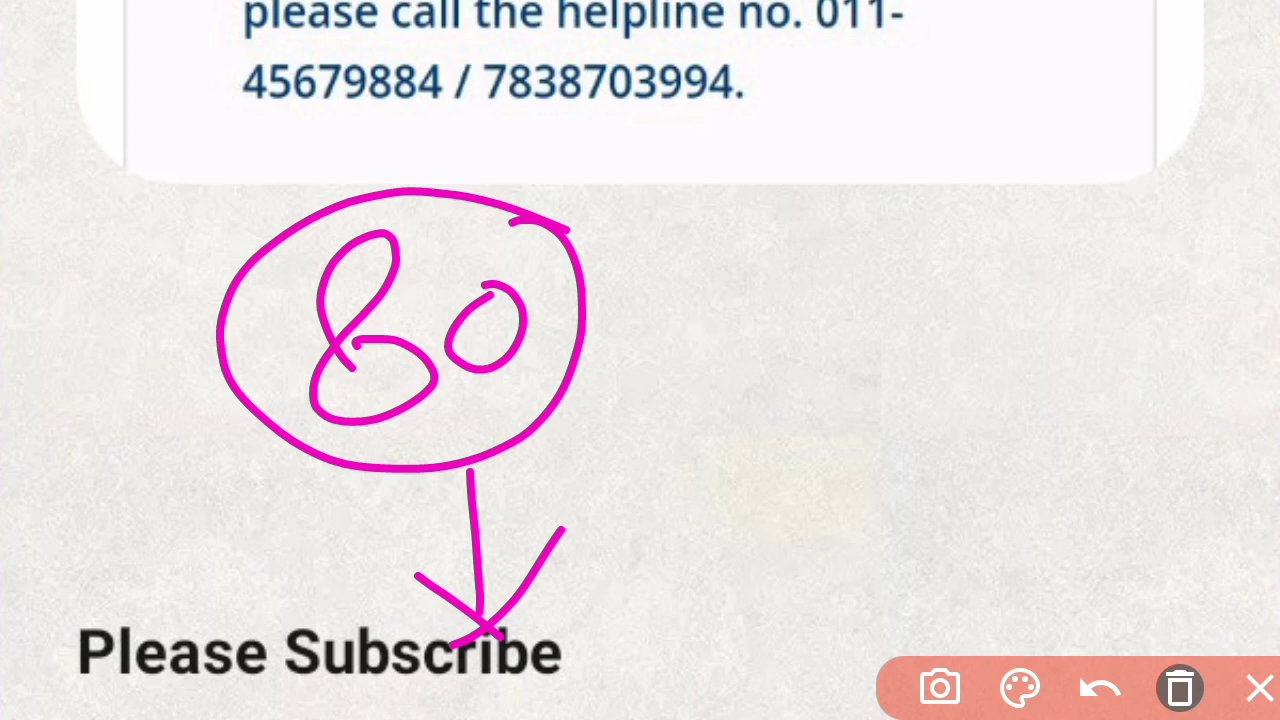 please call the helpline no. 011-
45679884 / 7838703994.
80
Please Subscribe